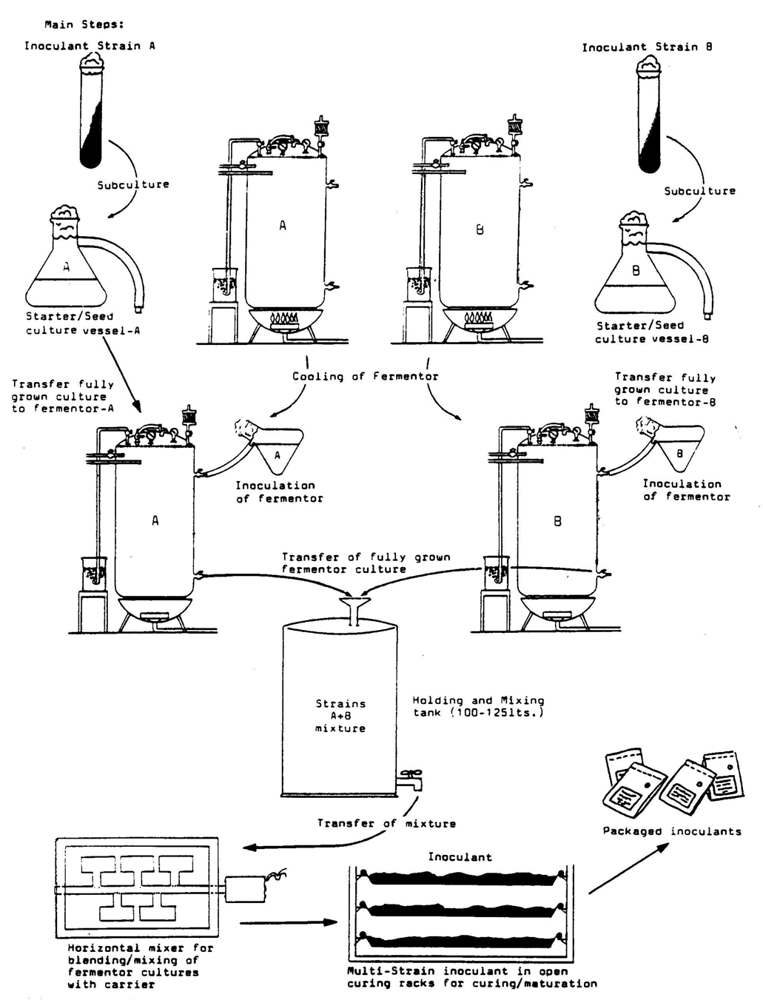 Main Steps:
Inoculant Strain A
Inoculant Strain B
Subculture
Subculture
A
B
A
B
Starter/Seed
culture vessel-A
Starter/Seed
culture vessel-B
Cooling of Fermentor
Transfer fully
grown culture
to fermentor-A
Transfer fully
grown culture
to fermentor-B
A
B
Inoculation
of fermentor
Inoculation
of fermentor
A
B
Transfer of fully grown
fermentor culture
Strains
A+B
mixture
Holding and Mixing
tank (100-125lts.)
Transfer of mixture
Packaged inoculants
Inoculant
Horizontal mixer for
blending/mixing of
fermentor cultures
with carrier
Multi-Strain inoculant in open
curing racks for curing/maturation